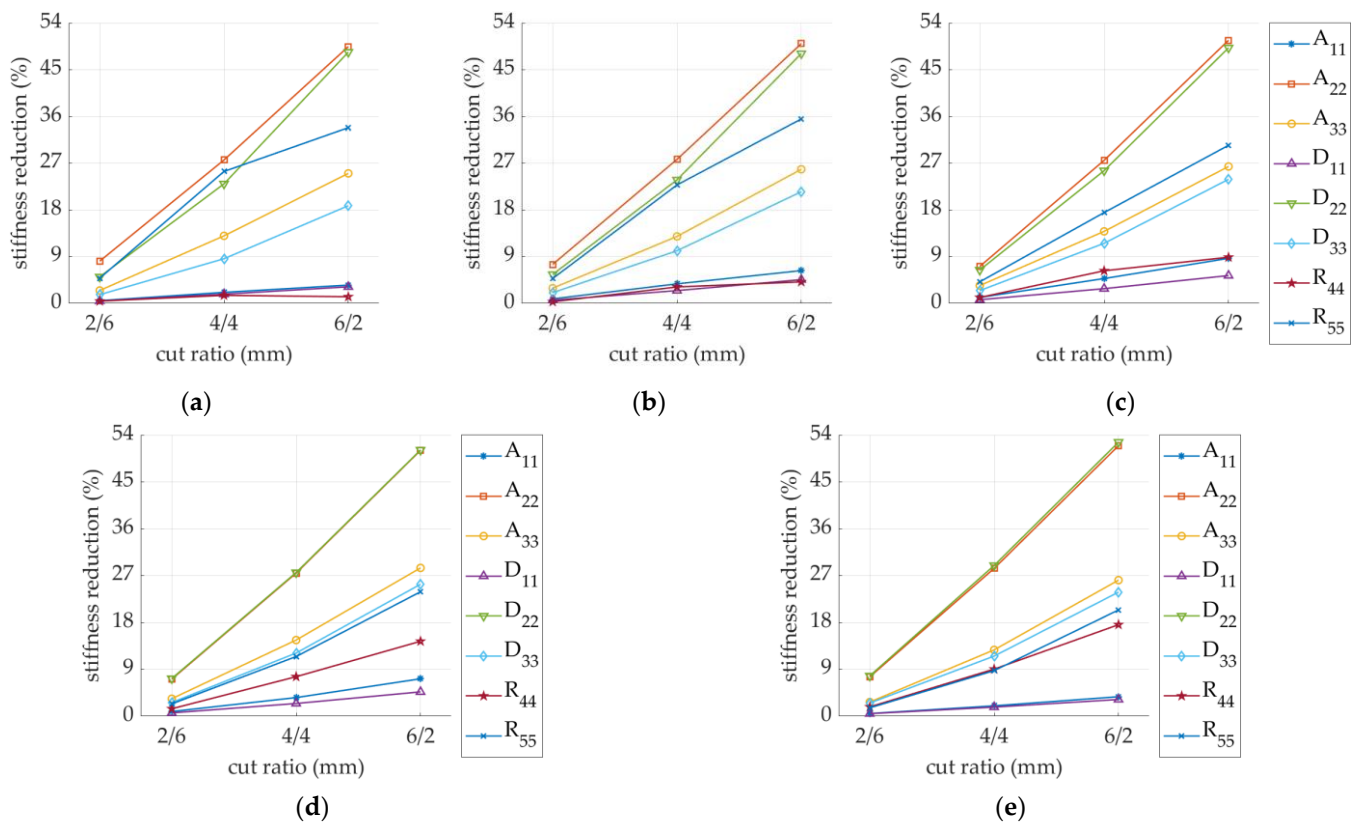 stiffness reduction (%)
54
45
36
27
18
9
0
2/6 4/4 6/2
cut ratio (mm)
(a)
stiffness reduction (%)
54
45
36
27
18
9
0
2/6 4/4 6/2
cut ratio (mm)
(b)
stiffness reduction (%)
54
45
36
27
18
9
0
2/6 4/4 6/2
cut ratio (mm)
(c)
A11
A22
A33
D11
D22
D33
R44
R55
stiffness reduction (%)
54
45
36
27
18
9
0
2/6 4/4 6/2
cut ratio (mm)
(d)
A11
A22
A33
D11
D22
D33
R44
R55
stiffness reduction (%)
54
45
36
27
18
9
0
2/6 4/4 6/2
cut ratio (mm)
(e)
A11
A22
A33
D11
D22
D33
R44
R55